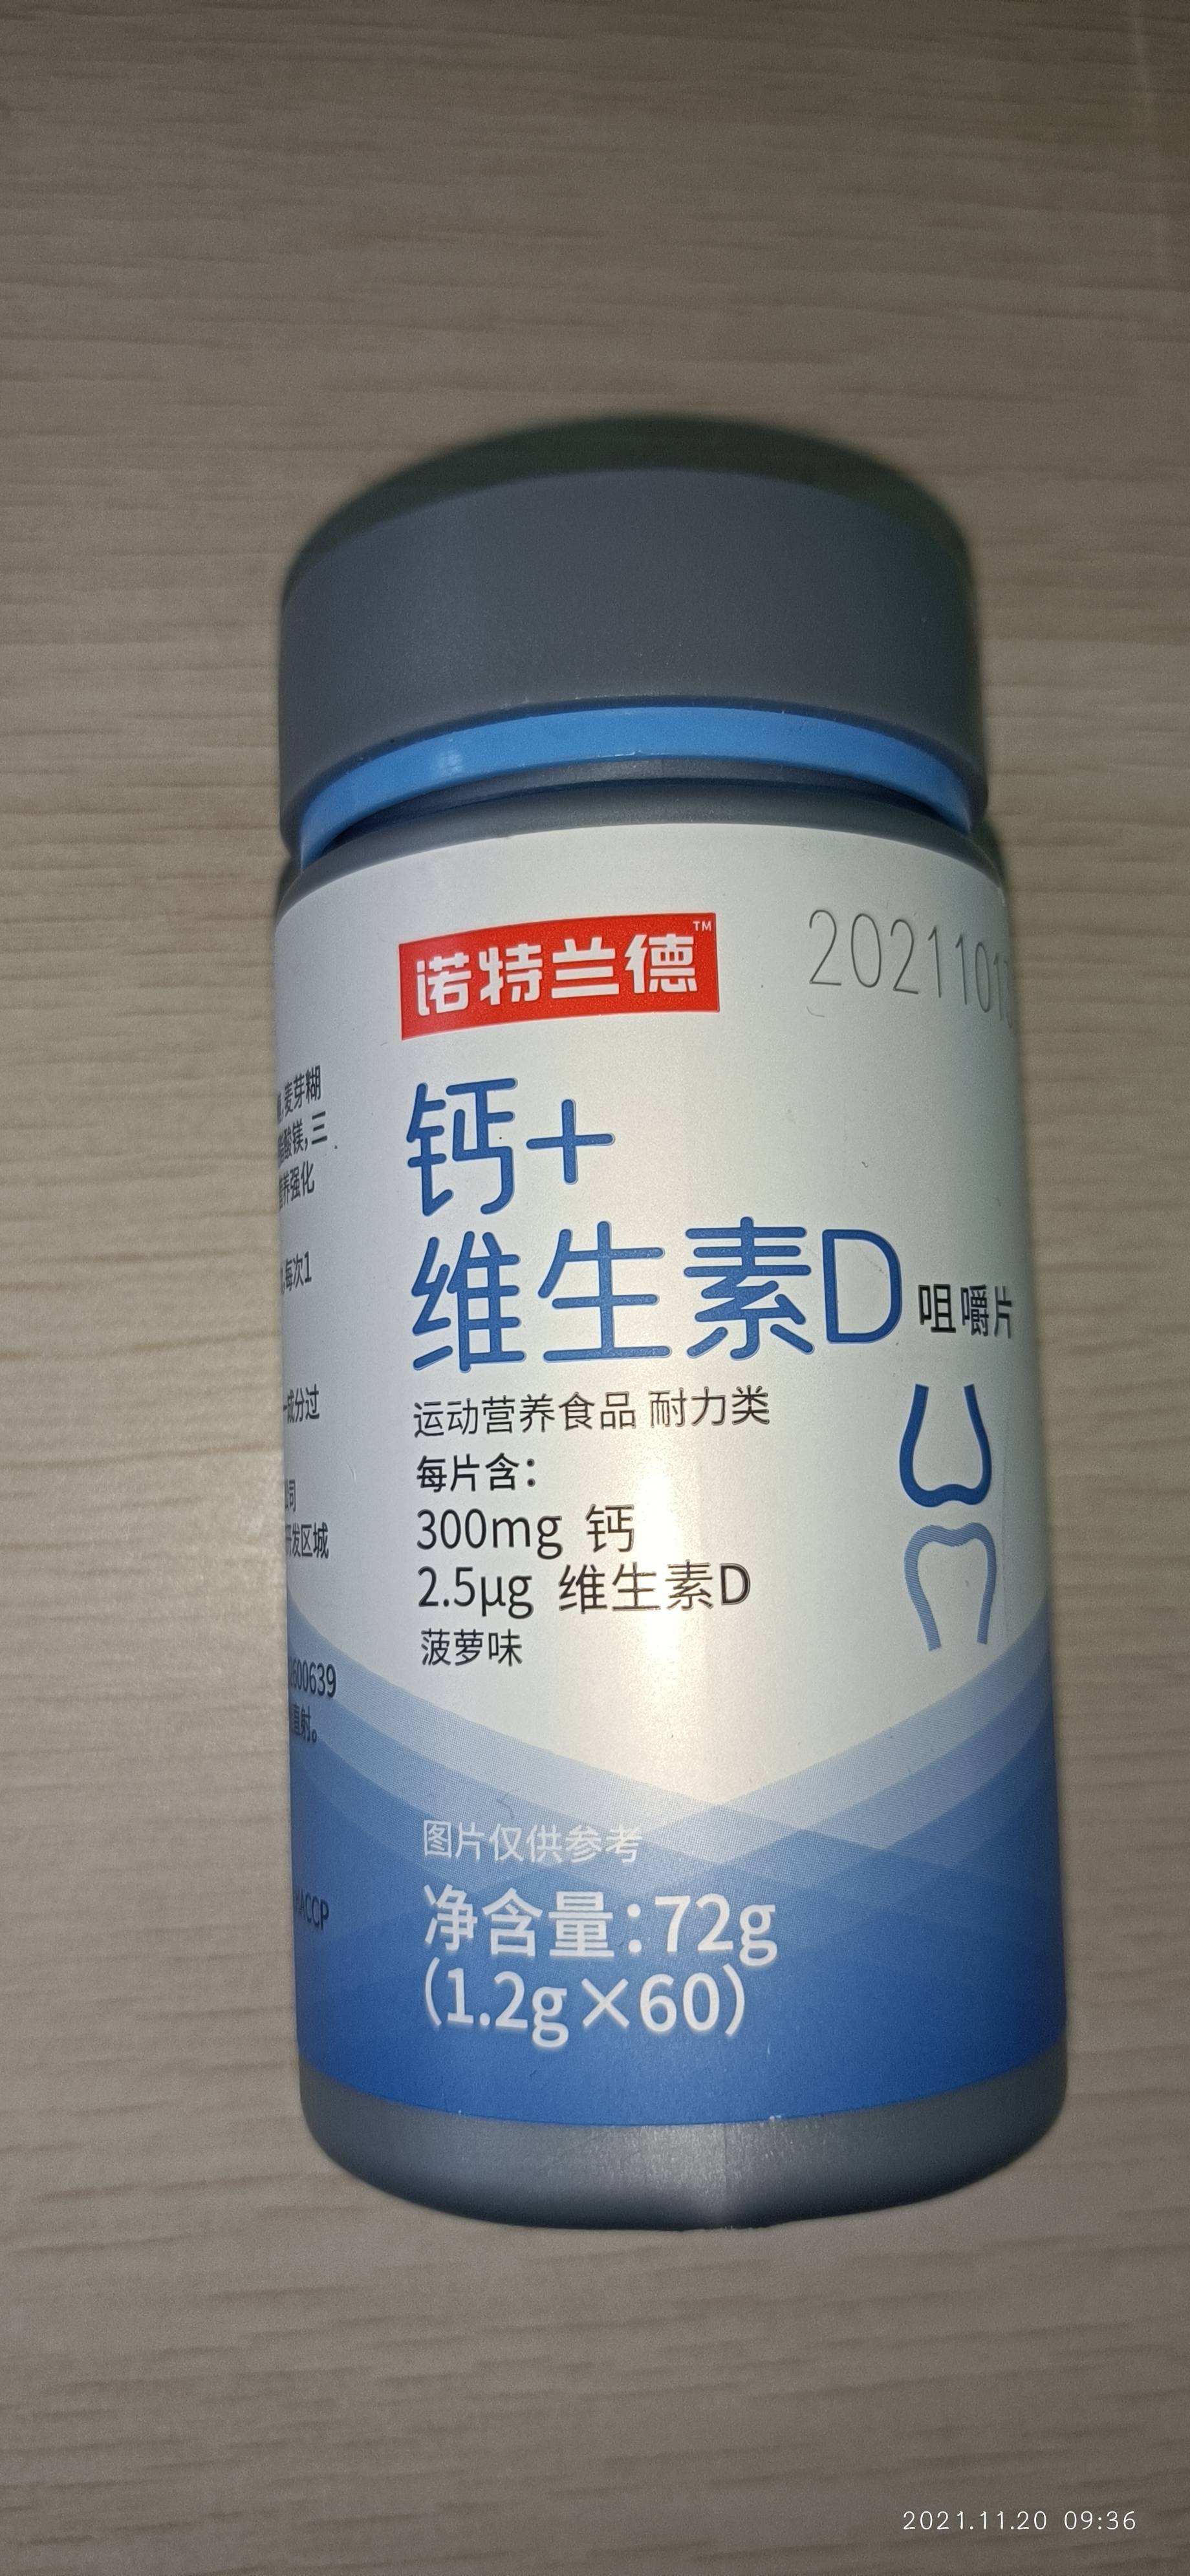 诺特兰德™
2021101
钙+
维生素D 咀嚼片
运动营养食品 耐力类
每片含：
300mg 钙
2.5μg 维生素D
菠萝味
图片仅供参考
净含量：72g
（1.2g×60）
麦芽糊
酸镁，三
养强化
每次1
成分过
司
开发区城
600639
直射。
ACCP
2021.11.20 09:36